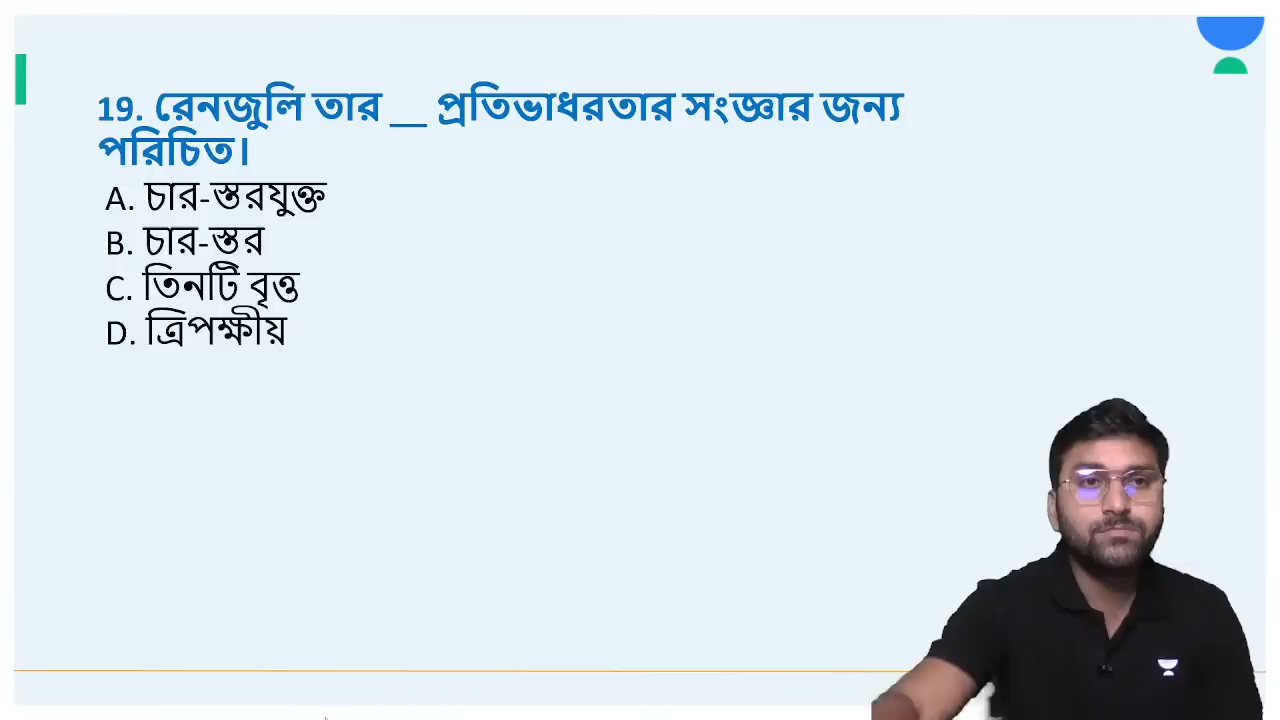 19. রেনজুলি তার __ প্রতিভাধরতার সংজ্ঞার জন্য
পরিচিত।
A. চার-স্তরযুক্ত
B. চার-স্তর
C. তিনটি বৃত্ত
D. ত্রিপক্ষীয়